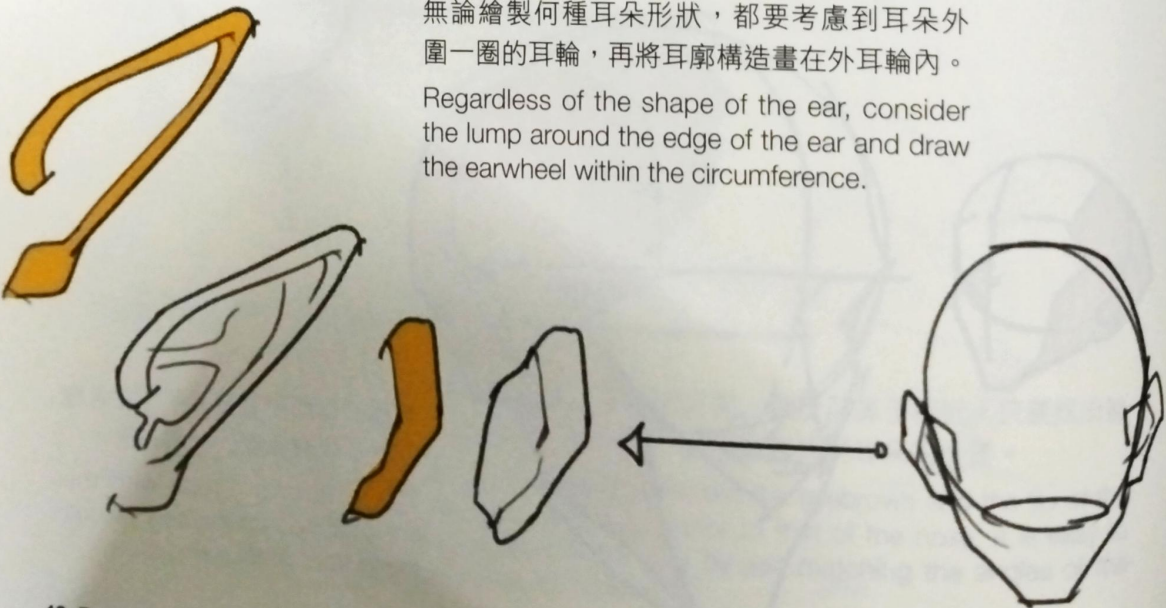 無論繪製何種耳朵形狀，都要考慮到耳朵外
圍一圈的耳輪，再將耳廓構造畫在外耳輪內。
Regardless of the shape of the ear, consider
the lump around the edge of the ear and draw
the earwheel within the circumference.